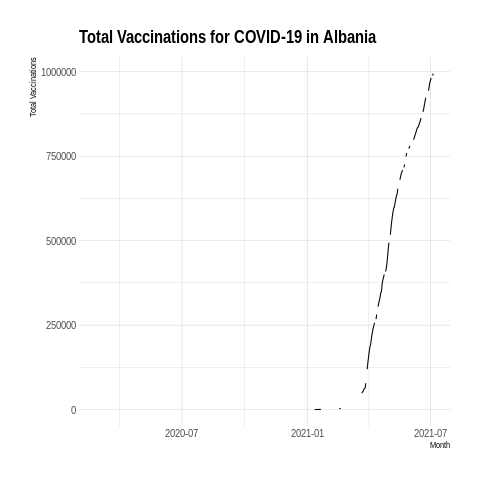 Total Vaccinations for COVID-19 in Albania
Total Vaccinations
1000000
750000
500000
250000
0
2020-07 2021-01 2021-07
Month